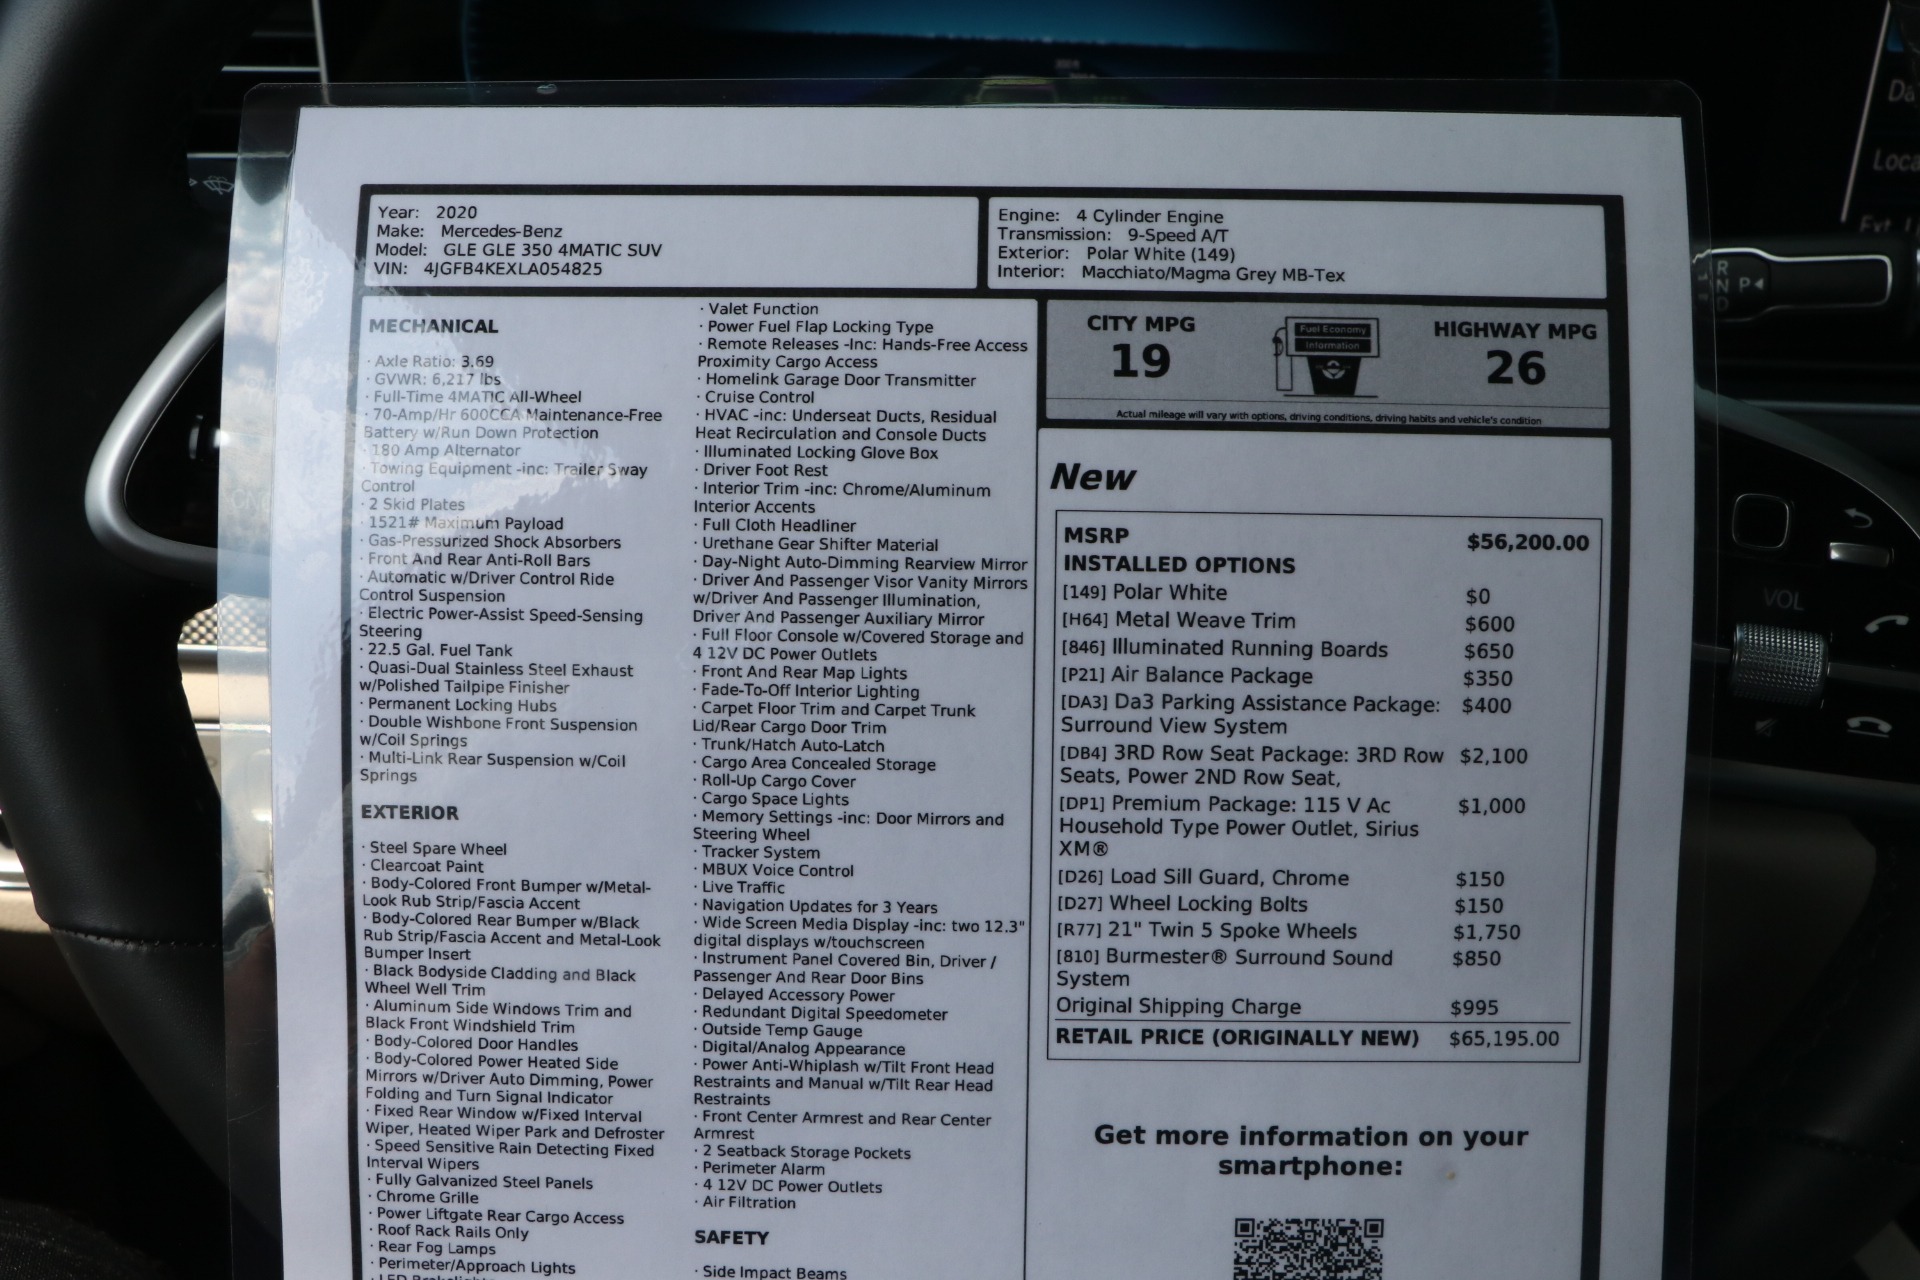 Year: 2020
Make: Mercedes-Benz
Model: GLE GLE 350 4MATIC SUV
VIN: 4JGFB4KEXLA054825
Engine: 4 Cylinder Engine
Transmission: 9-Speed A/T
Exterior: Polar White (149)
Interior: Macchiato/Magma Grey MB-Tex
MECHANICAL
· Axle Ratio: 3.69
· GVWR: 6,217 lbs
· Full-Time 4MATIC All-Wheel
· 70-Amp/Hr 600CCA Maintenance-Free
Battery w/Run Down Protection
· 180 Amp Alternator
· Towing Equipment -inc: Trailer Sway
Control
· 2 Skid Plates
· 1521# Maximum Payload
· Gas-Pressurized Shock Absorbers
· Front And Rear Anti-Roll Bars
· Automatic w/Driver Control Ride
Control Suspension
· Electric Power-Assist Speed-Sensing
Steering
· 22.5 Gal. Fuel Tank
· Quasi-Dual Stainless Steel Exhaust
w/Polished Tailpipe Finisher
· Permanent Locking Hubs
· Double Wishbone Front Suspension
w/Coil Springs
· Multi-Link Rear Suspension w/Coil
Springs
EXTERIOR
· Steel Spare Wheel
· Clearcoat Paint
· Body-Colored Front Bumper w/Metal-
Look Rub Strip/Fascia Accent
· Body-Colored Rear Bumper w/Black
Rub Strip/Fascia Accent and Metal-Look
Bumper Insert
· Black Bodyside Cladding and Black
Wheel Well Trim
· Aluminum Side Windows Trim and
Black Front Windshield Trim
· Body-Colored Door Handles
· Body-Colored Power Heated Side
Mirrors w/Driver Auto Dimming, Power
Folding and Turn Signal Indicator
· Fixed Rear Window w/Fixed Interval
Wiper, Heated Wiper Park and Defroster
· Speed Sensitive Rain Detecting Fixed
Interval Wipers
· Fully Galvanized Steel Panels
· Chrome Grille
· Power Liftgate Rear Cargo Access
· Roof Rack Rails Only
· Rear Fog Lamps
· Perimeter/Approach Lights
· LED Brakelights
· Valet Function
· Power Fuel Flap Locking Type
· Remote Releases -Inc: Hands-Free Access
Proximity Cargo Access
· Homelink Garage Door Transmitter
· Cruise Control
· HVAC -inc: Underseat Ducts, Residual
Heat Recirculation and Console Ducts
· Illuminated Locking Glove Box
· Driver Foot Rest
· Interior Trim -inc: Chrome/Aluminum
Interior Accents
· Full Cloth Headliner
· Urethane Gear Shifter Material
· Day-Night Auto-Dimming Rearview Mirror
· Driver And Passenger Visor Vanity Mirrors
w/Driver And Passenger Illumination,
Driver And Passenger Auxiliary Mirror
· Full Floor Console w/Covered Storage and
4 12V DC Power Outlets
· Front And Rear Map Lights
· Fade-To-Off Interior Lighting
· Carpet Floor Trim and Carpet Trunk
Lid/Rear Cargo Door Trim
· Trunk/Hatch Auto-Latch
· Cargo Area Concealed Storage
· Roll-Up Cargo Cover
· Cargo Space Lights
· Memory Settings -inc: Door Mirrors and
Steering Wheel
· Tracker System
· MBUX Voice Control
· Live Traffic
· Navigation Updates for 3 Years
· Wide Screen Media Display -inc: two 12.3"
digital displays w/touchscreen
· Instrument Panel Covered Bin, Driver /
Passenger And Rear Door Bins
· Delayed Accessory Power
· Redundant Digital Speedometer
· Outside Temp Gauge
· Digital/Analog Appearance
· Power Anti-Whiplash w/Tilt Front Head
Restraints and Manual w/Tilt Rear Head
Restraints
· Front Center Armrest and Rear Center
Armrest
· 2 Seatback Storage Pockets
· Perimeter Alarm
· 4 12V DC Power Outlets
· Air Filtration
SAFETY
· Side Impact Beams
CITY MPG
19
Fuel Economy
Information
HIGHWAY MPG
26
Actual mileage will vary with options, driving conditions, driving habits and vehicle's condition
New
MSRP $56,200.00
INSTALLED OPTIONS
[149] Polar White $0
[H64] Metal Weave Trim $600
[846] Illuminated Running Boards $650
[P21] Air Balance Package $350
[DA3] Da3 Parking Assistance Package: $400
Surround View System
[DB4] 3RD Row Seat Package: 3RD Row $2,100
Seats, Power 2ND Row Seat,
[DP1] Premium Package: 115 V Ac $1,000
Household Type Power Outlet, Sirius
XM®
[D26] Load Sill Guard, Chrome $150
[D27] Wheel Locking Bolts $150
[R77] 21" Twin 5 Spoke Wheels $1,750
[810] Burmester® Surround Sound $850
System
Original Shipping Charge $995
RETAIL PRICE (ORIGINALLY NEW) $65,195.00
Get more information on your
smartphone:
R
N
D
P
VOL